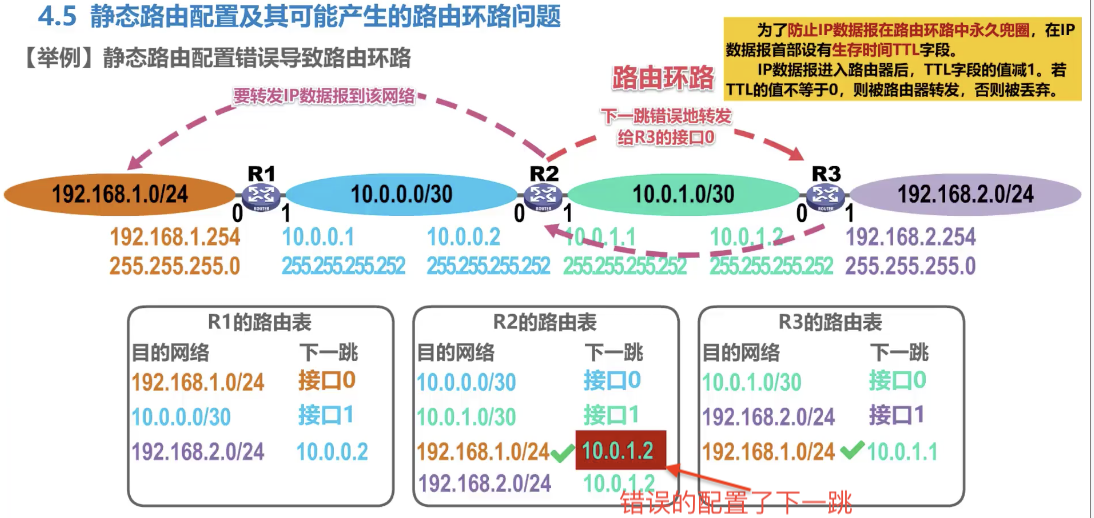 4.5 静态路由配置及其可能产生的路由环路问题
【举例】静态路由配置错误导致路由环路
为了防止IP数据报在路由环路中永久兜圈，在IP
数据报首部设有生存时间TTL字段。
IP数据报进入路由器后，TTL字段的值减1。若
TTL的值不等于0，则被路由器转发，否则被丢弃。
路由环路
要转发IP数据报到该网络
下一跳错误地转发
给R3的接口0
R1
R2
R3
192.168.1.0/24
10.0.0.0/30
10.0.1.0/30
192.168.2.0/24
ROUTER
ROUTER
ROUTER
0
1
0
1
0
1
192.168.1.254
10.0.0.1
10.0.0.2
10.0.1.1
10.0.1.2
192.168.2.254
255.255.255.0
255.255.255.252
255.255.255.252
255.255.255.252
255.255.255.252
255.255.255.0
R1的路由表
目的网络 下一跳
192.168.1.0/24 接口0
10.0.0.0/30 接口1
192.168.2.0/24 10.0.0.2
R2的路由表
目的网络 下一跳
10.0.0.0/30 接口0
10.0.1.0/30 接口1
192.168.1.0/24 10.0.1.2
192.168.2.0/24 10.0.1.2
R3的路由表
目的网络 下一跳
10.0.1.0/30 接口0
192.168.2.0/24 接口1
192.168.1.0/24 10.0.1.1
错误的配置了下一跳